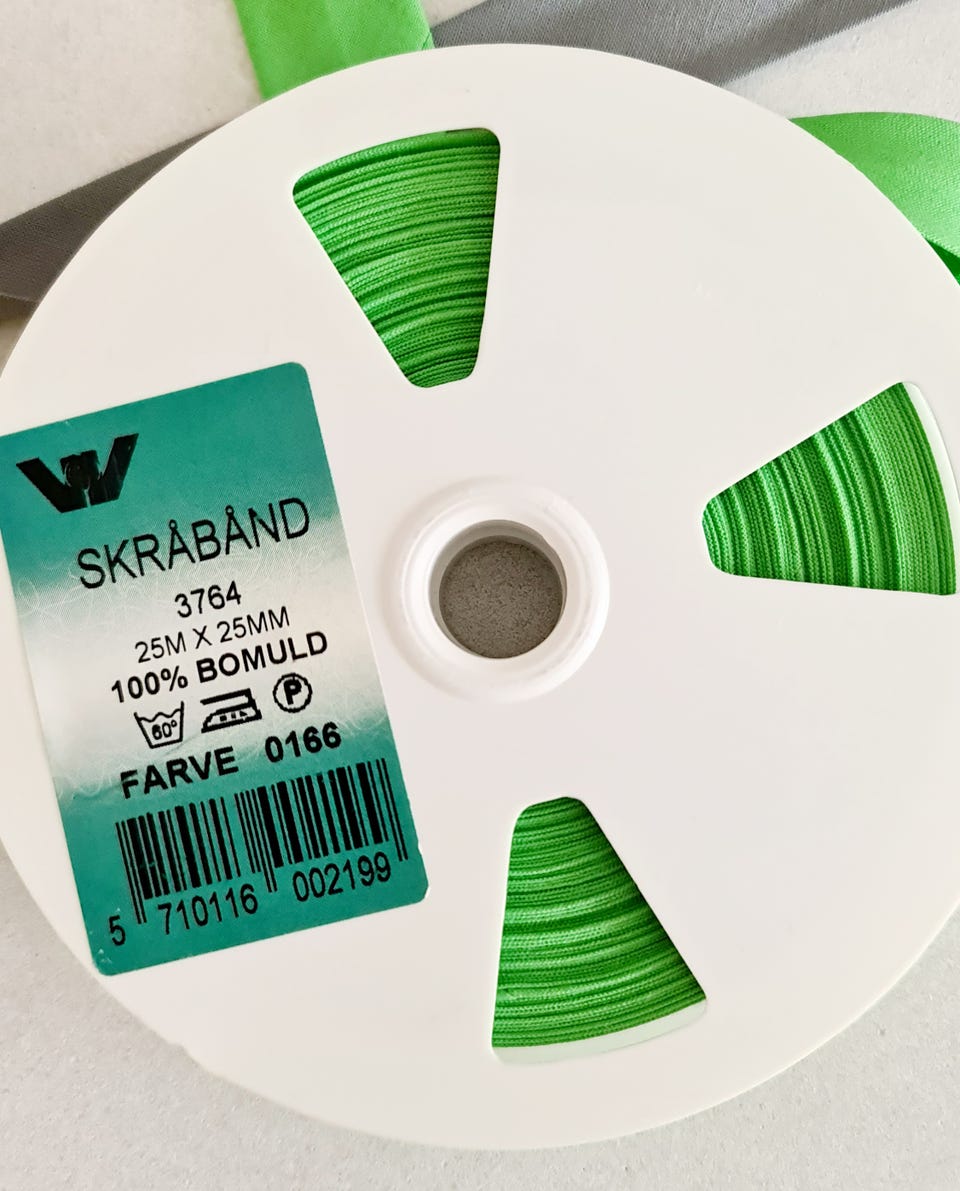 W
SKRÅBÅND
3764
25M X 25MM
100% BOMULD
60° P
FARVE 0166
5 710116 002199